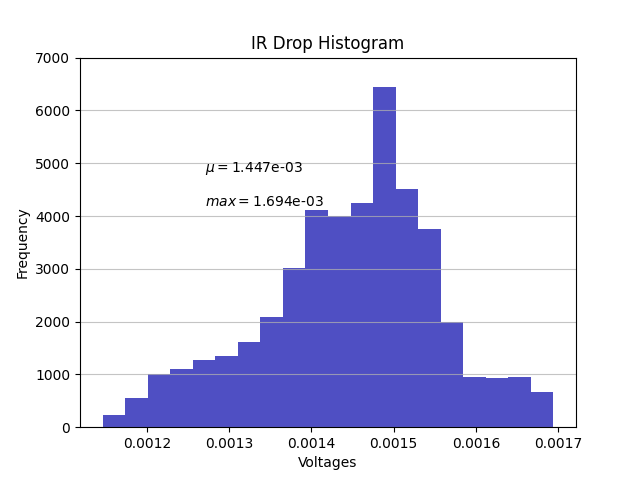 IR Drop Histogram
7000
6000
5000
4000
3000
2000
1000
0
Frequency
μ = 1.447e-03
max = 1.694e-03
0.0012 0.0013 0.0014 0.0015 0.0016 0.0017
Voltages